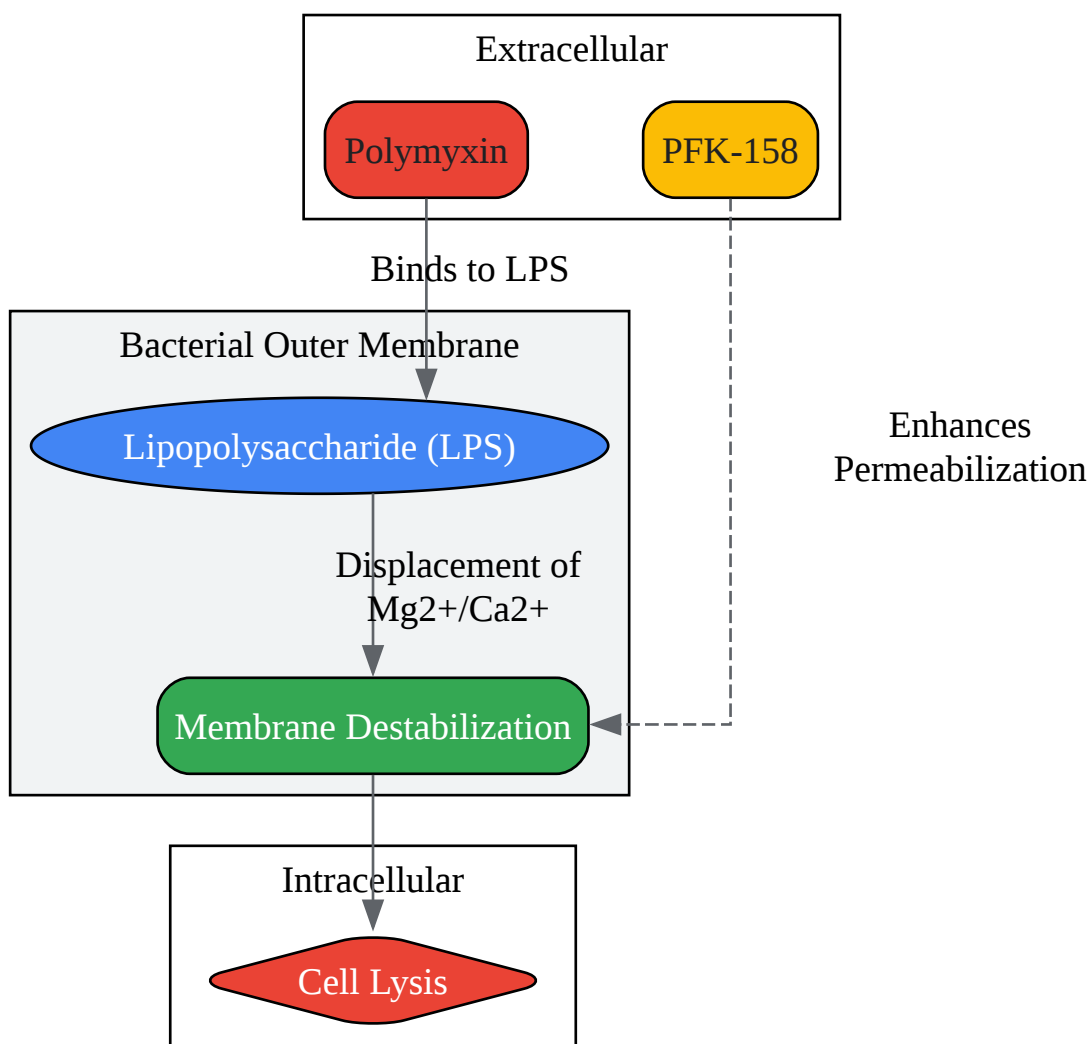 Extracellular
Polymyxin
PFK-158
Binds to LPS
Bacterial Outer Membrane
Lipopolysaccharide (LPS)
Enhances
Permeabilization
Displacement of
Mg2+/Ca2+
Membrane Destabilization
Intracellular
Cell Lysis